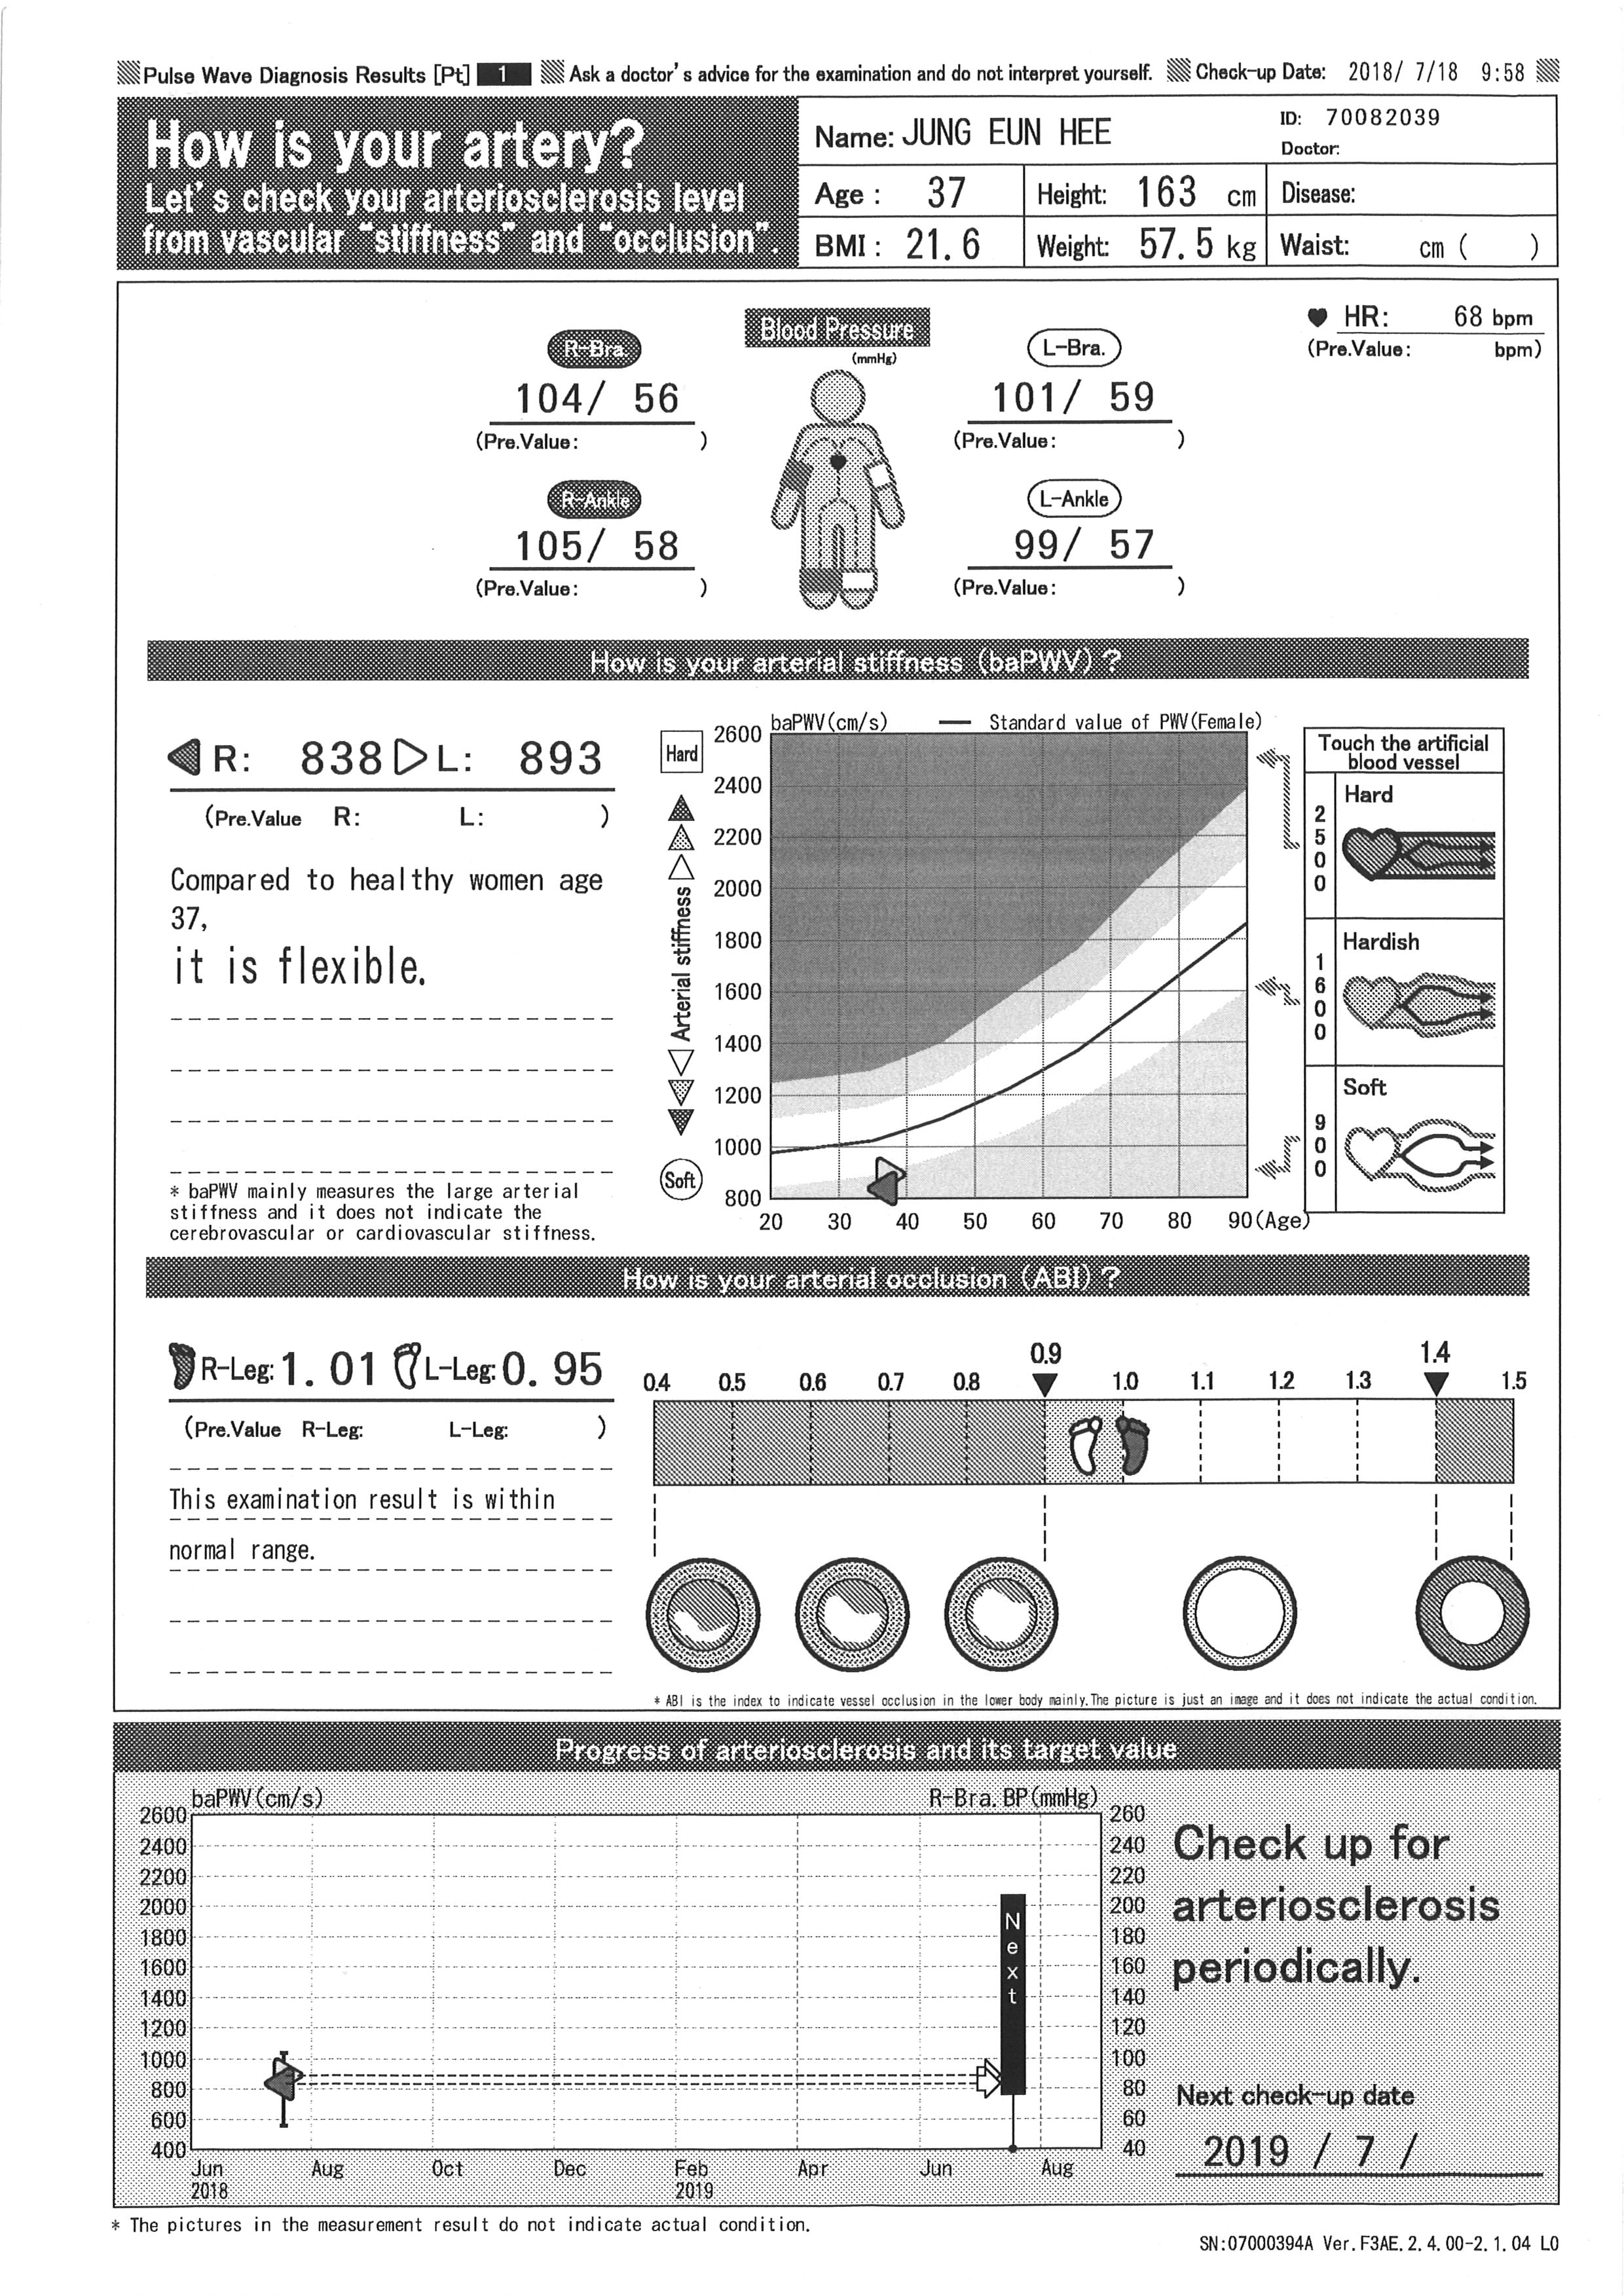 Pulse Wave Diagnosis Results [Pt] 1 Ask a doctor's advice for the examination and do not interpret yourself. Check-up Date: 2018/ 7/18 9:58
How is your artery?
Let's check your arteriosclerosis level
from vascular "stiffness" and "occlusion".
Name: JUNG EUN HEE
ID: 70082039
Doctor:
Age : 37 Height: 163 cm Disease:
BMI : 21.6 Weight: 57.5 kg Waist: cm ( )
Blood Pressure
(mmHg)
HR: 68 bpm
(Pre.Value: bpm)
R-Bra. L-Bra.
104/ 56 101/ 59
(Pre.Value: ) (Pre.Value: )
R-Ankle L-Ankle
105/ 58 99/ 57
(Pre.Value: ) (Pre.Value: )
How is your arterial stiffness (baPWV) ?
R: 838 L: 893
(Pre.Value R: L: )
Compared to healthy women age
37,
it is flexible.
* baPWV mainly measures the large arterial
stiffness and it does not indicate the
cerebrovascular or cardiovascular stiffness.
baPWV(cm/s) — Standard value of PWV(Female)
Hard
Arterial stiffness
Soft
2600
2400
2200
2000
1800
1600
1400
1200
1000
800
20 30 40 50 60 70 80 90(Age)
Touch the artificial
blood vessel
2500 Hard
1600 Hardish
900 Soft
How is your arterial occlusion (ABI) ?
R-Leg: 1.01 L-Leg: 0.95
(Pre.Value R-Leg: L-Leg: )
This examination result is within
normal range.
0.9 1.4
0.4 0.5 0.6 0.7 0.8 1.0 1.1 1.2 1.3 1.5
* ABI is the index to indicate vessel occlusion in the lower body mainly.The picture is just an image and it does not indicate the actual condition.
Progress of arteriosclerosis and its target value
baPWV(cm/s) R-Bra.BP(mmHg)
2600 260
2400 240
2200 220
2000 200
1800 180
1600 160
1400 140
1200 120
1000 100
800 80
600 60
400 40
Next
Jun Aug Oct Dec Feb Apr Jun Aug
2018 2019
Check up for
arteriosclerosis
periodically.
Next check-up date
2019 / 7 /
* The pictures in the measurement result do not indicate actual condition.
SN:07000394A Ver.F3AE.2.4.00-2.1.04 L0